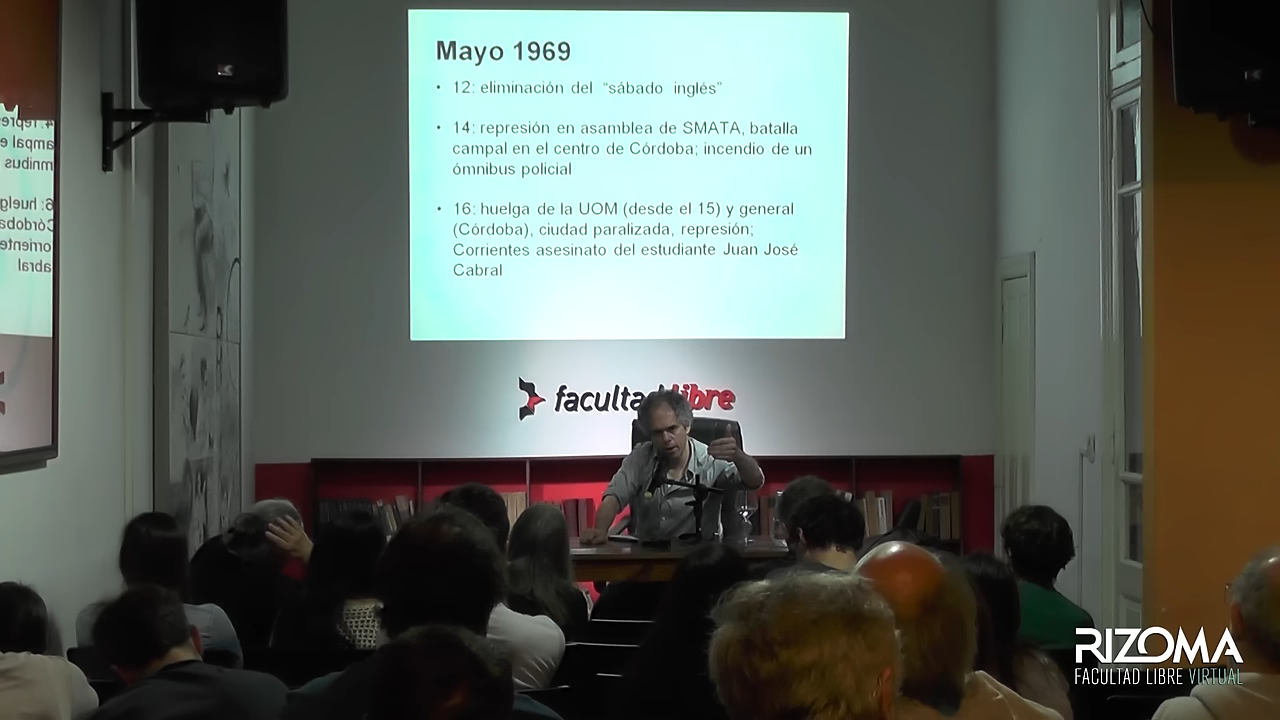 Mayo 1969
• 12: eliminación del "sábado inglés"
• 14: represión en asamblea de SMATA, batalla
campal en el centro de Córdoba; incendio de un
ómnibus policial
• 16: huelga de la UOM (desde el 15) y general
(Córdoba), ciudad paralizada, represión;
Corrientes asesinato del estudiante Juan José
Cabral
RIZOMA
FACULTAD LIBRE VIRTUAL